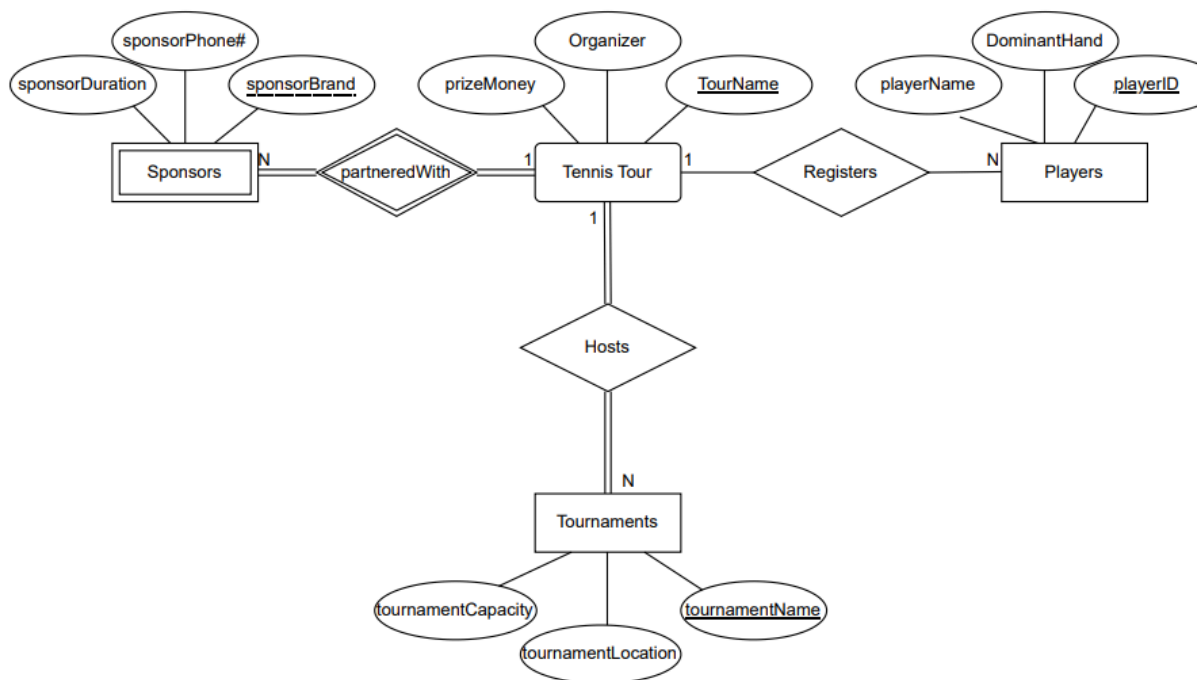 sponsorPhone#
Organizer
DominantHand
sponsorDuration
sponsorBrand
prizeMoney
TourName
playerName
playerID
Sponsors
N
partneredWith
1
Tennis Tour
1
Registers
N
Players
1
Hosts
N
Tournaments
tournamentCapacity
tournamentName
tournamentLocation